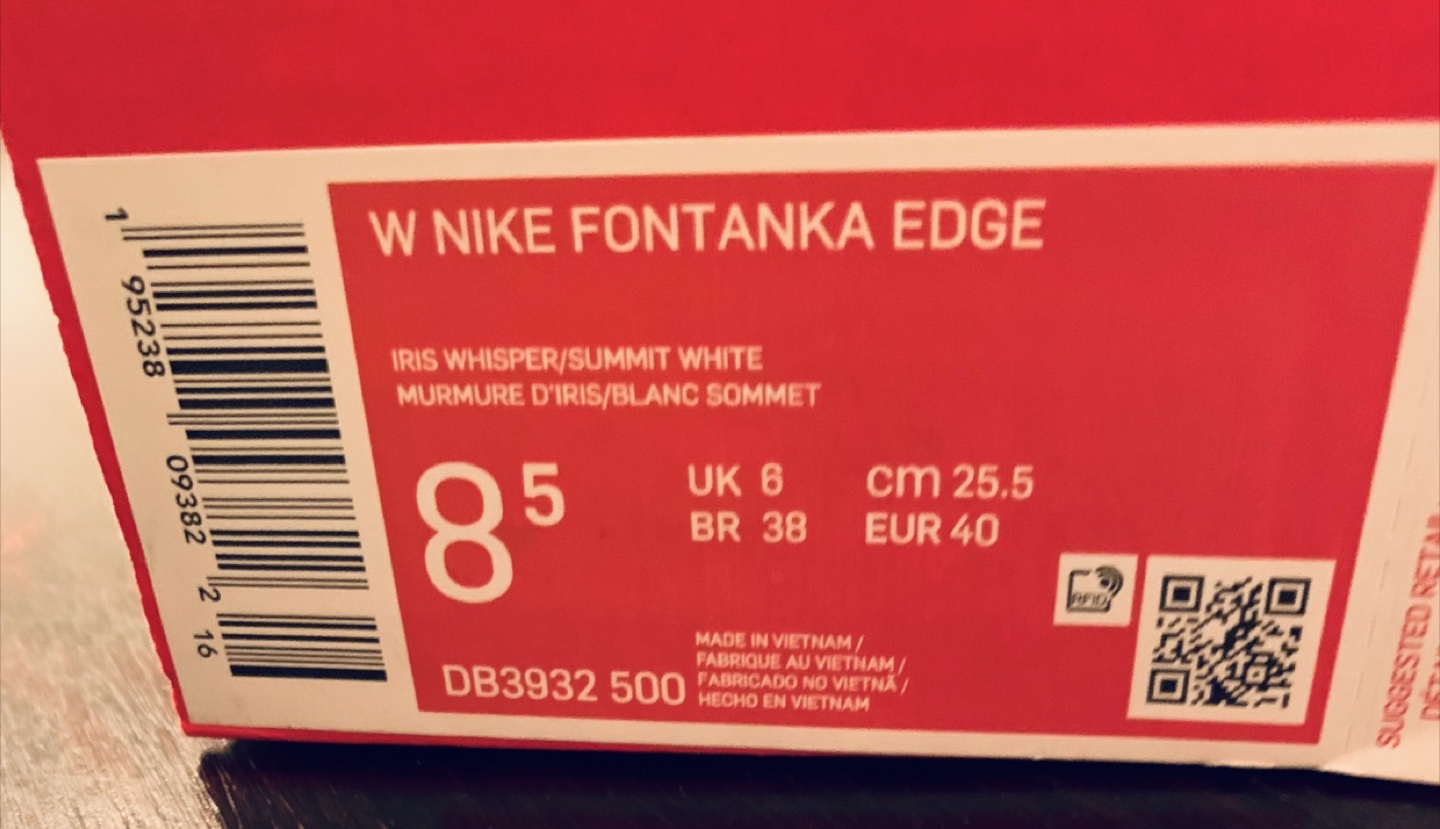 1 95238 09382 2 16
W NIKE FONTANKA EDGE
IRIS WHISPER/SUMMIT WHITE
MURMURE D'IRIS/BLANC SOMMET
8 5
UK 6 cm 25.5
BR 38 EUR 40
RFID
DB3932 500
MADE IN VIETNAM /
FABRIQUE AU VIETNAM /
FABRICADO NO VIETNÃ /
HECHO EN VIETNAM
SUGGESTED RETAIL